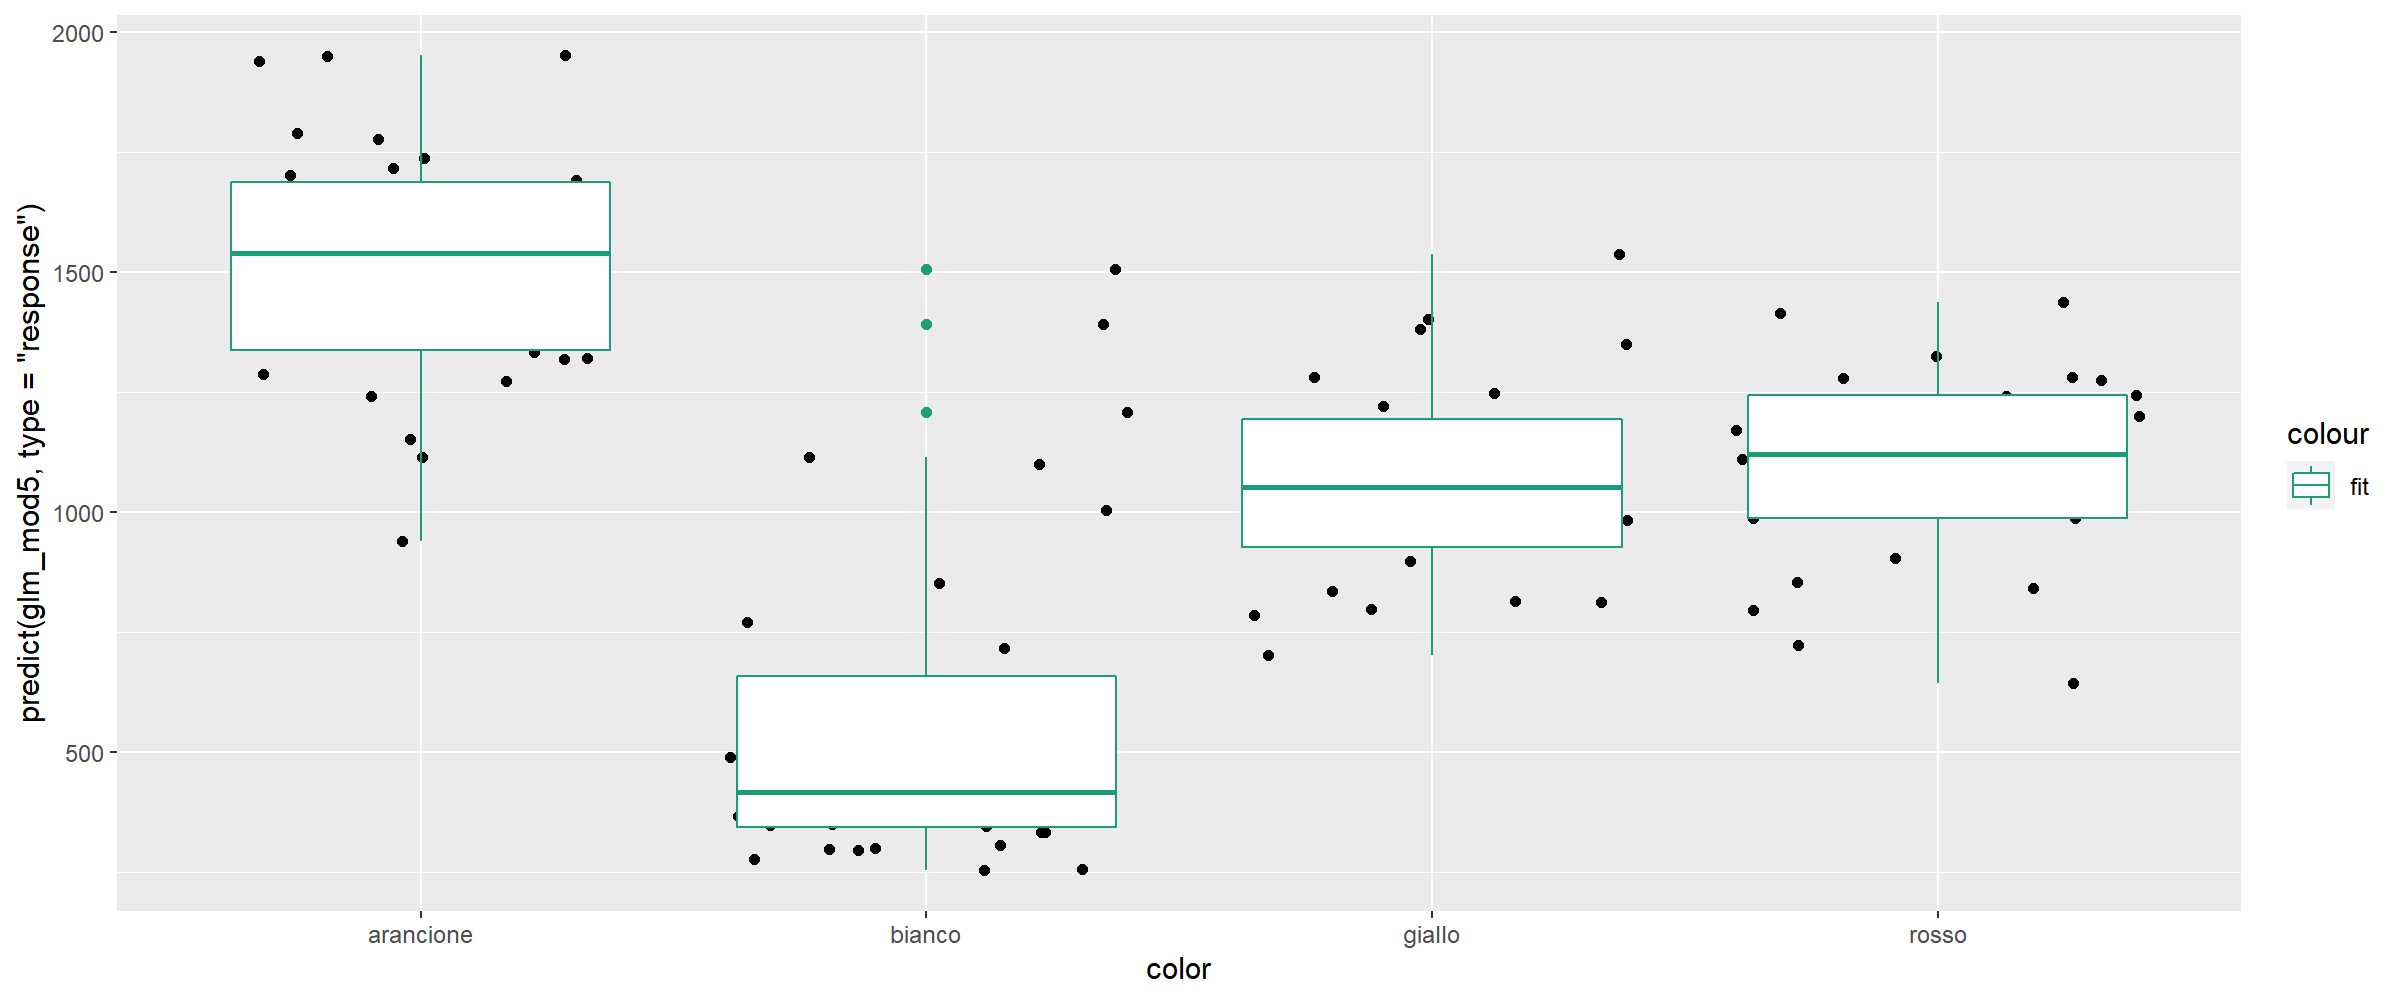 predict(glm_mod5, type = "response")
2000
1500
1000
500
arancione
bianco
giallo
rosso
color
colour
fit